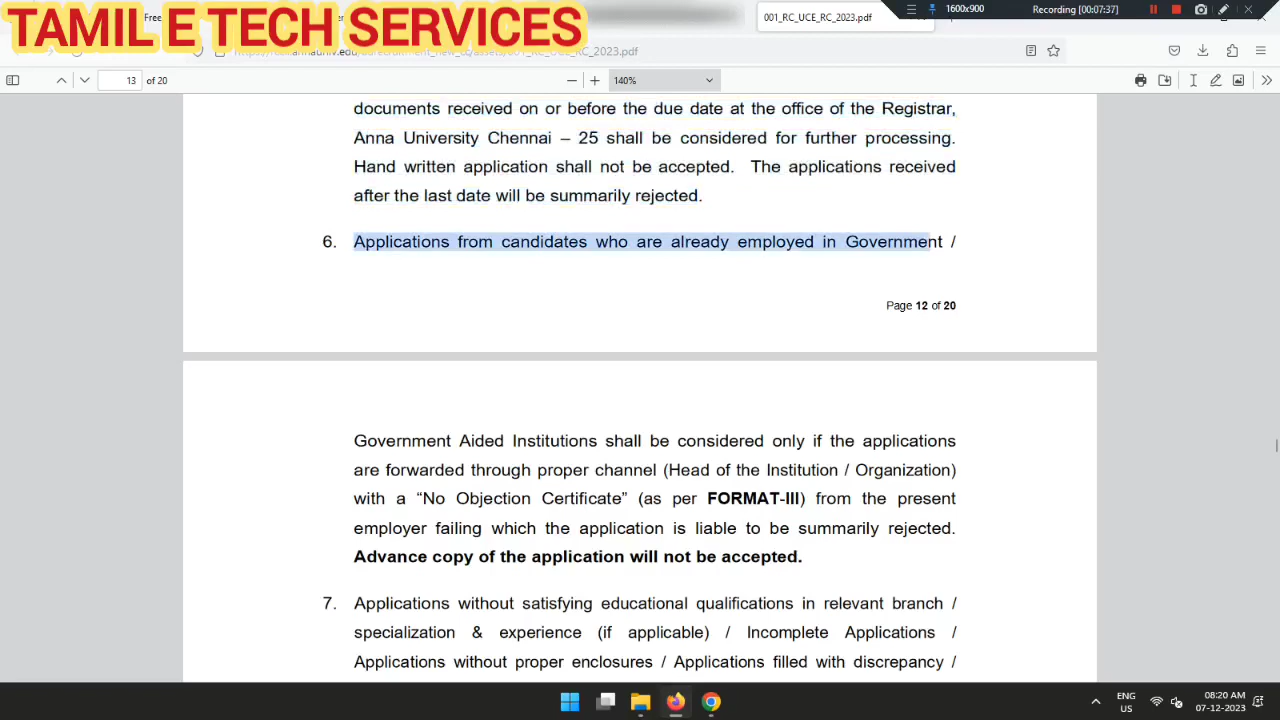 TAMIL E TECH SERVICES
13
Free
001_RC_UCE_RC_2023.pdf
1600x900
Recording [00:07:37]
13 of 20
140%
documents received on or before the due date at the office of the Registrar,
Anna University Chennai – 25 shall be considered for further processing.
Hand written application shall not be accepted. The applications received
after the last date will be summarily rejected.
6. Applications from candidates who are already employed in Government /
Page 12 of 20
Government Aided Institutions shall be considered only if the applications
are forwarded through proper channel (Head of the Institution / Organization)
with a “No Objection Certificate” (as per FORMAT-III) from the present
employer failing which the application is liable to be summarily rejected.
Advance copy of the application will not be accepted.
7. Applications without satisfying educational qualifications in relevant branch /
specialization & experience (if applicable) / Incomplete Applications /
Applications without proper enclosures / Applications filled with discrepancy /
ENG
US
08:20 AM
07-12-2023